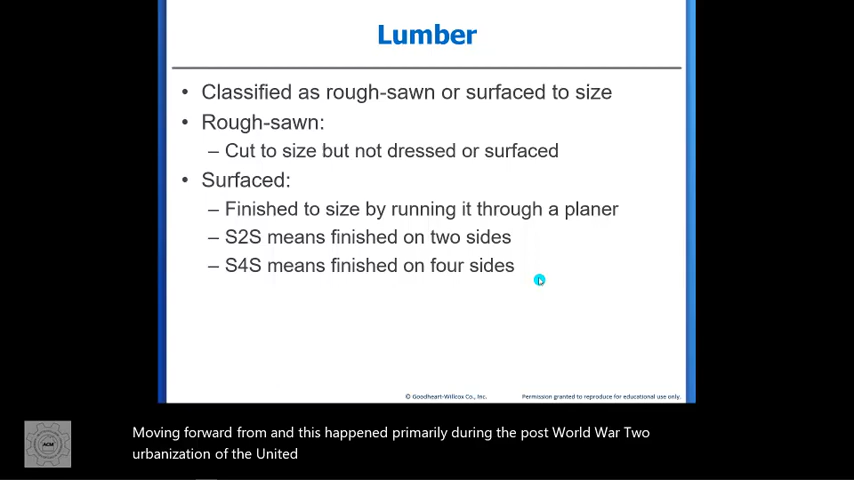 Lumber
• Classified as rough-sawn or surfaced to size
• Rough-sawn:
– Cut to size but not dressed or surfaced
• Surfaced:
– Finished to size by running it through a planer
– S2S means finished on two sides
– S4S means finished on four sides
© Goodheart-Willcox Co., Inc. Permission granted to reproduce for educational use only.
ACM
Moving forward from and this happened primarily during the post World War Two
urbanization of the United